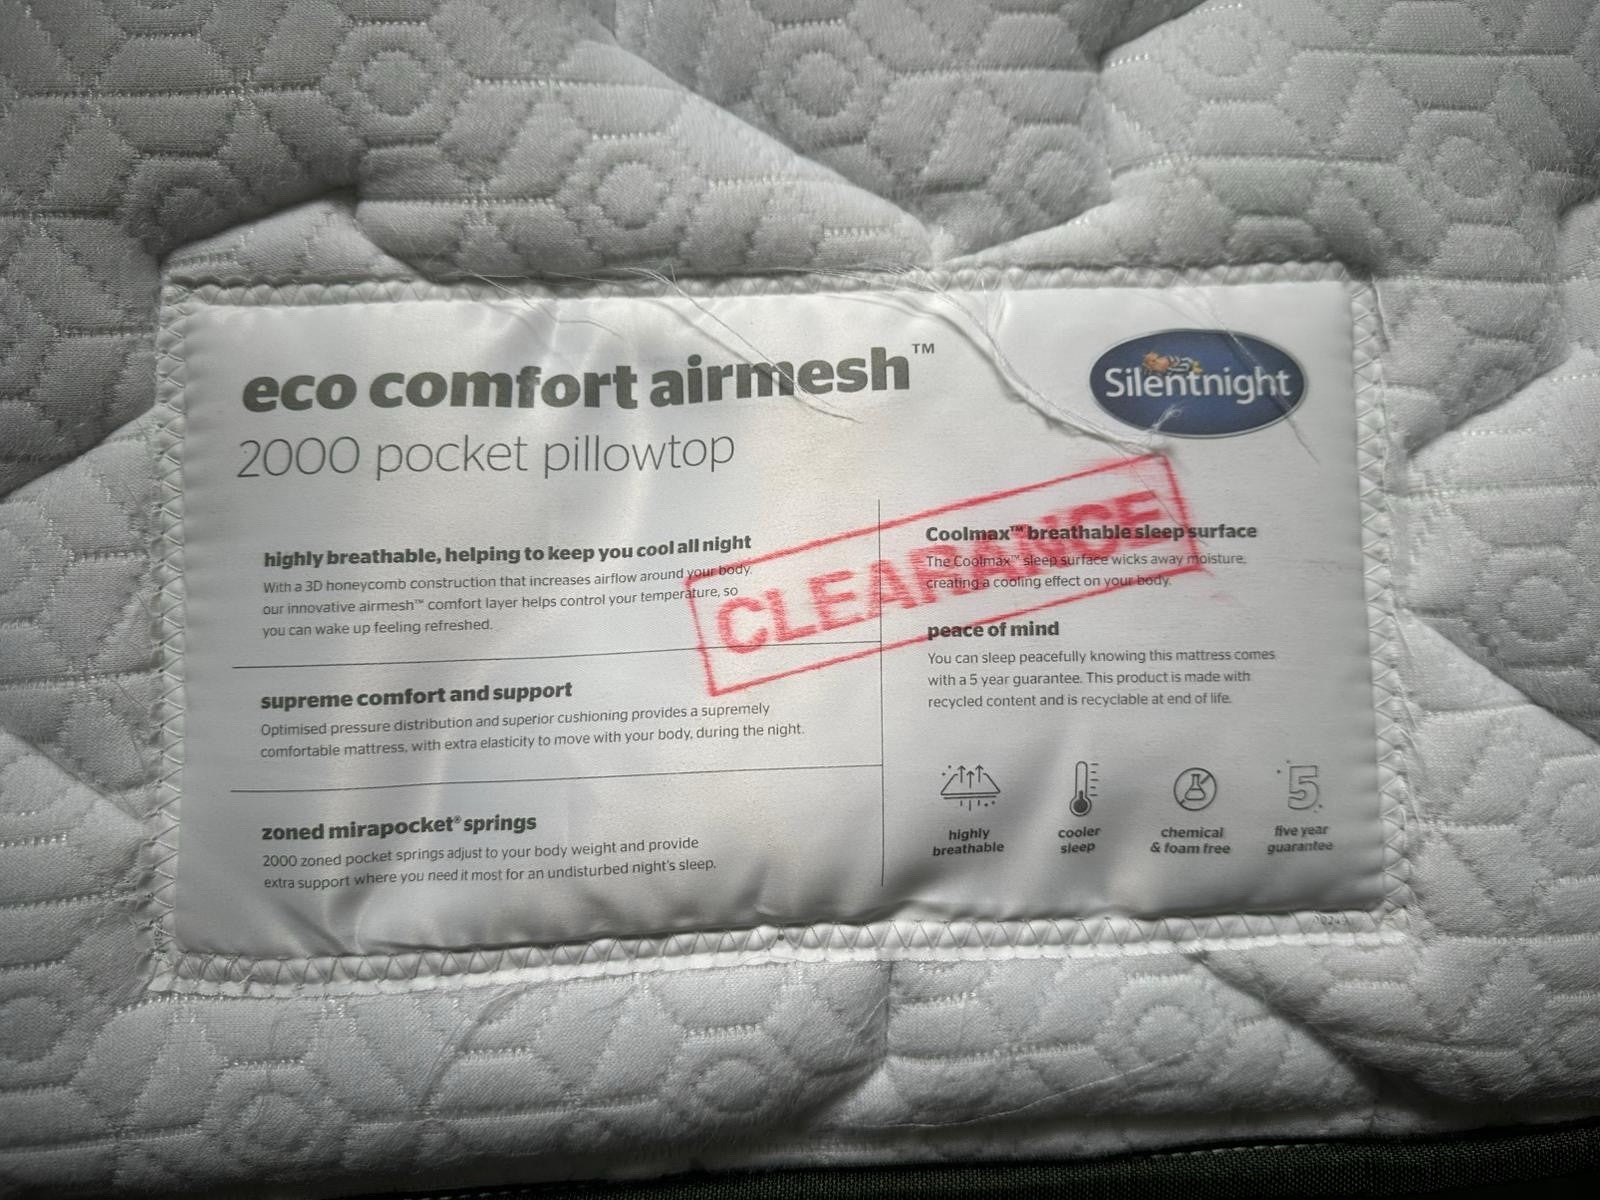 eco comfort airmesh™
2000 pocket pillowtop
Silentnight
CLEARANCE
highly breathable, helping to keep you cool all night
With a 3D honeycomb construction that increases airflow around your body.
our innovative airmesh™ comfort layer helps control your temperature, so
you can wake up feeling refreshed.
supreme comfort and support
Optimised pressure distribution and superior cushioning provides a supremely
comfortable mattress, with extra elasticity to move with your body, during the night.
zoned mirapocket® springs
2000 zoned pocket springs adjust to your body weight and provide
extra support where you need it most for an undisturbed night's sleep.
Coolmax™ breathable sleep surface
The Coolmax™ sleep surface wicks away moisture,
creating a cooling effect on your body.
peace of mind
You can sleep peacefully knowing this mattress comes
with a 5 year guarantee. This product is made with
recycled content and is recyclable at end of life.
5
highly
breathable
cooler
sleep
chemical
& foam free
five year
guarantee